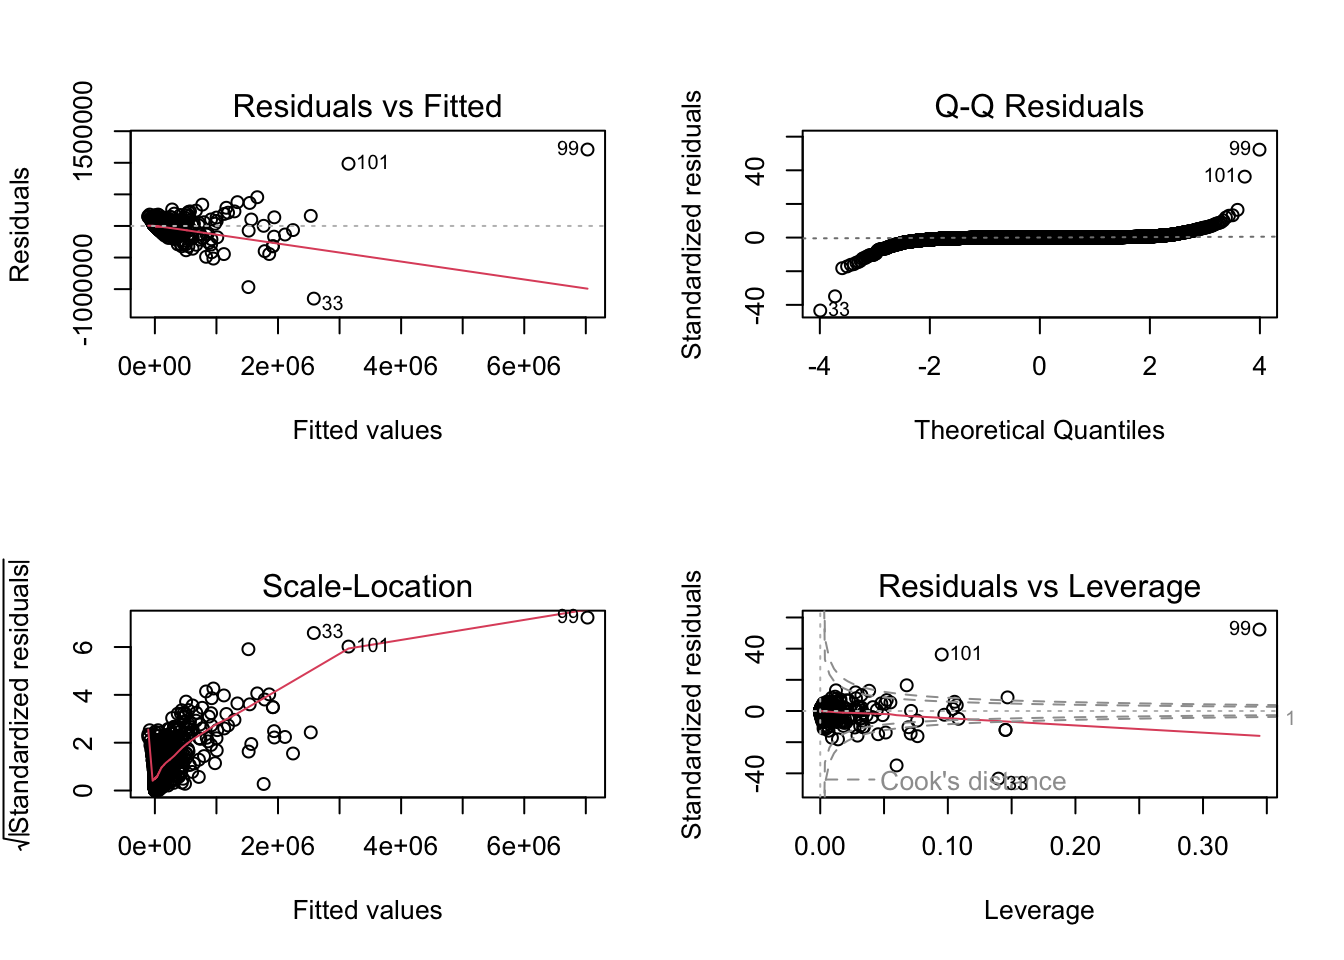 Residuals vs Fitted
Residuals
1500000
-1000000
99
101
33
0e+00 2e+06 4e+06 6e+06
Fitted values
Q-Q Residuals
Standardized residuals
40
0
-40
99
101
33
-4 -2 0 2 4
Theoretical Quantiles
Scale-Location
√|Standardized residuals|
6
4
2
0
33
99
101
0e+00 2e+06 4e+06 6e+06
Fitted values
Residuals vs Leverage
Standardized residuals
40
0
-40
99
101
1
Cook's distance
33
0.00 0.10 0.20 0.30
Leverage